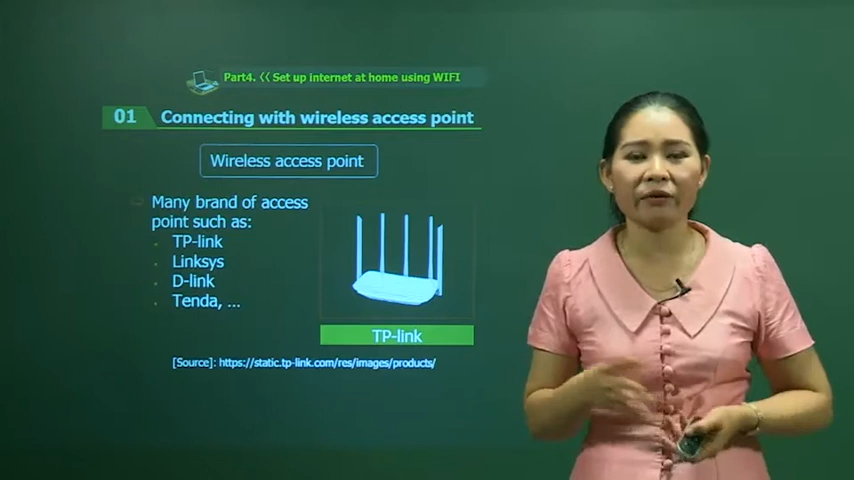 Part4. 《 Set up internet at home using WIFI
01 Connecting with wireless access point
Wireless access point
Many brand of access
point such as:
TP-link
Linksys
D-link
Tenda, ...
TP-link
[Source]: https://static.tp-link.com/res/images/products/